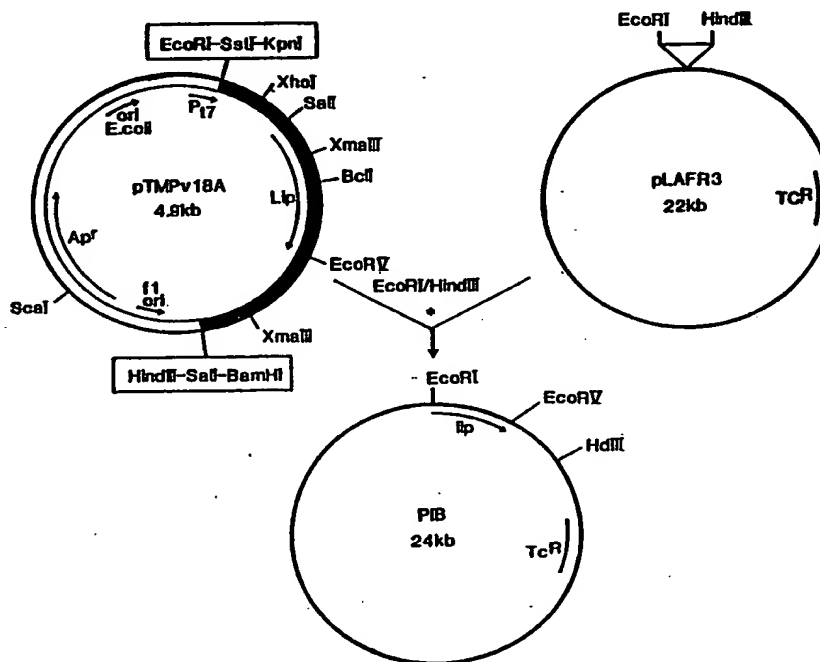 EcoRI-SstI-KpnI
XhoI
SalI
XmaIII
BclI
EcoRV
XmaIII
HindIII-SalI-BamHI
ScaI
ori
E.coli
PT7
Lip
Apr
f1
ori
pTMPv18A
4.9kb
EcoRI
HindIII
pLAFR3
22kb
TCR
EcoRI/HindIII
*
EcoRI
lip
EcoRV
HdIII
PIB
24kb
TcR